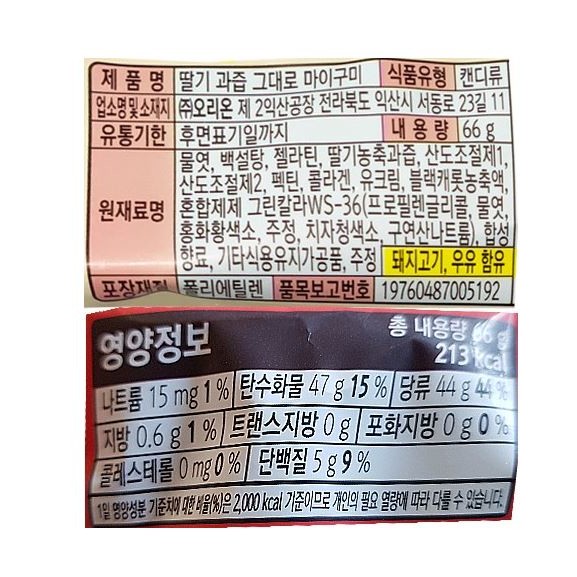 제 품 명 딸기 과즙 그대로 마이구미 식품유형 캔디류
업소명 및 소재지 ㈜오리온 제 2익산공장 전라북도 익산시 서동로 23길 11
유통기한 후면표기일까지 내 용 량 66 g
원재료명 물엿, 백설탕, 젤라틴, 딸기농축과즙, 산도조절제1,
산도조절제2, 펙틴, 콜라겐, 유크림, 블랙캐롯농축액,
혼합제제 그린칼라WS-36(프로필렌글리콜, 물엿,
홍화황색소, 주정, 치자청색소, 구연산나트륨), 합성
향료, 기타식용유지가공품, 주정 돼지고기, 우유 함유
포장재질 폴리에틸렌 품목보고번호 19760487005192
영양정보 총 내용량 66 g
213 kcal
나트륨 15 mg 1 % 탄수화물 47 g 15 % 당류 44 g 44 %
지방 0.6 g 1 % 트랜스지방 0 g 포화지방 0 g 0 %
콜레스테롤 0 mg 0 % 단백질 5 g 9 %
1일 영양성분 기준치에 대한 비율(%)은 2,000 kcal 기준이므로 개인의 필요 열량에 따라 다를 수 있습니다.